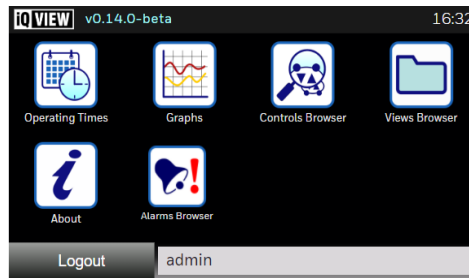 iQ VIEW v0.14.0-beta 16:32
Operating Times Graphs Controls Browser Views Browser
About Alarms Browser
Logout admin